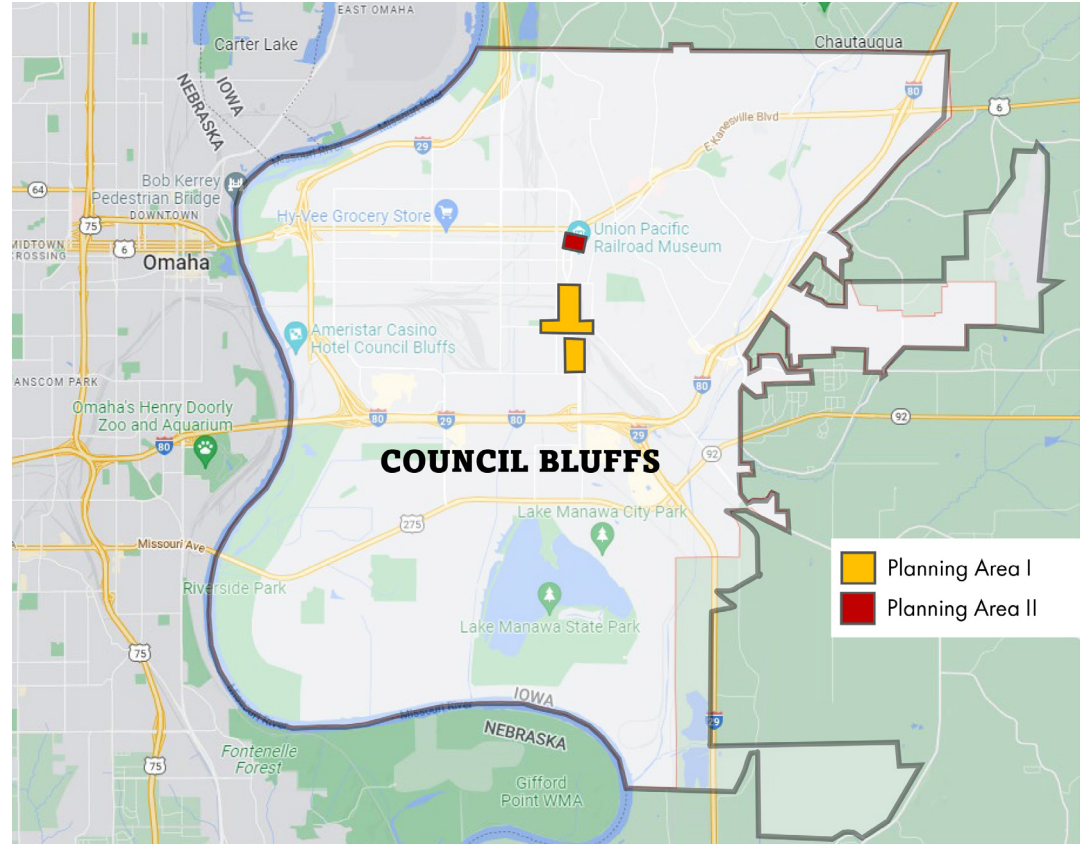 EAST OMAHA
Carter Lake
Chautauqua
IOWA
NEBRASKA
Missouri River
80
6
E Kanesville Blvd
29
64
Bob Kerrey
Pedestrian Bridge
DOWNTOWN
75
6
MIDTOWN
CROSSING
Omaha
Hy-Vee Grocery Store
Union Pacific
Railroad Museum
Ameristar Casino
Hotel Council Bluffs
ANSCOM PARK
Omaha's Henry Doorly
Zoo and Aquarium
80
80
29
80
29
80
92
92
COUNCIL BLUFFS
275
Lake Manawa City Park
Missouri Ave
Riverside Park
Planning Area I
Planning Area II
Lake Manawa State Park
75
IOWA
Missouri River
Missouri River
NEBRASKA
29
Fontenelle
Forest
75
Gifford
Point WMA